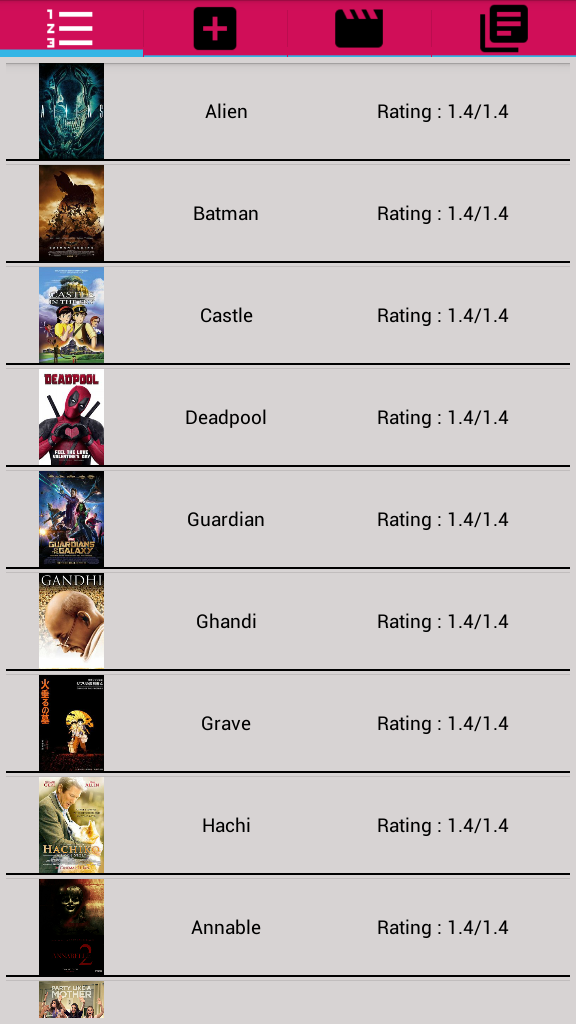 1
2
3
ALIENS
Alien
Rating : 1.4/1.4
Batman
Rating : 1.4/1.4
CASTLE
IN THE SKY
Castle
Rating : 1.4/1.4
DEADPOOL
FEEL THE LOVE
VALENTINE'S DAY
Deadpool
Rating : 1.4/1.4
GUARDIANS
OF THE
GALAXY
Guardian
Rating : 1.4/1.4
GANDHI
Ghandi
Rating : 1.4/1.4
火垂るの墓
Grave
Rating : 1.4/1.4
HACHIKO
Hachi
Rating : 1.4/1.4
2
Annable
Rating : 1.4/1.4
PARTY LIKE A
MOTHER